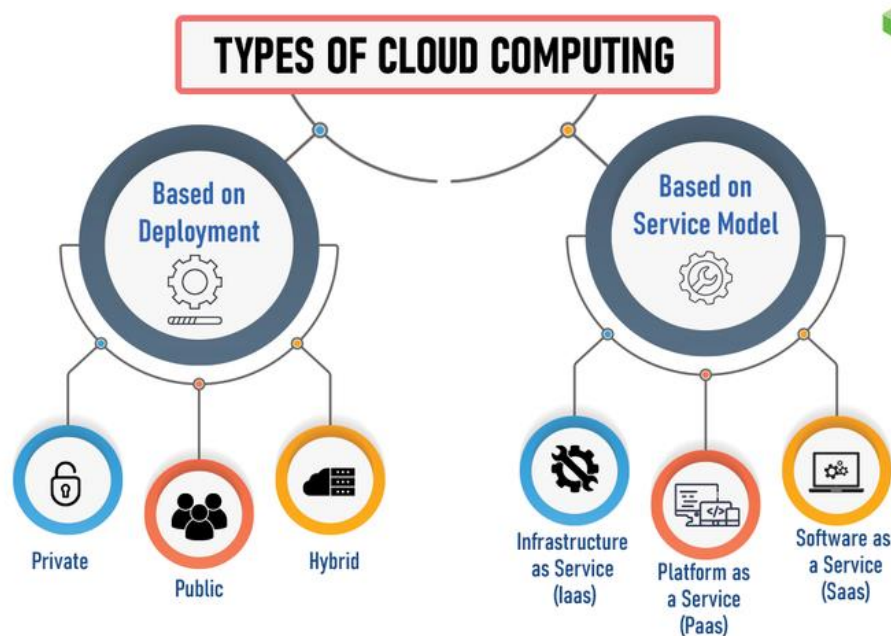 TYPES OF CLOUD COMPUTING
Based on
Deployment
Based on
Service Model
Private
Public
Hybrid
Infrastructure
as Service
(Iaas)
Platform as
a Service
(Paas)
Software as
a Service
(Saas)